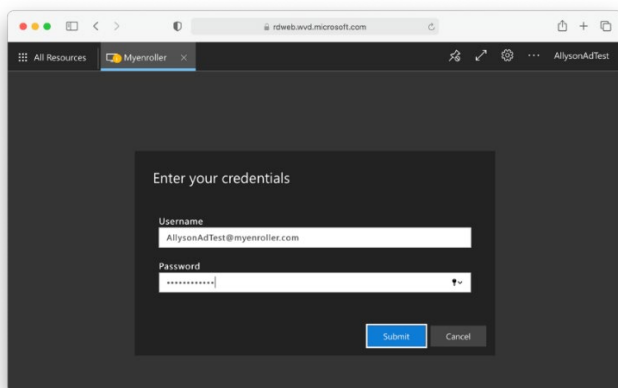 rdweb.wvd.microsoft.com
All Resources
Myenroller
AllysonAdTest
Enter your credentials
Username
AllysonAdTest@myenroller.com
Password
Submit Cancel